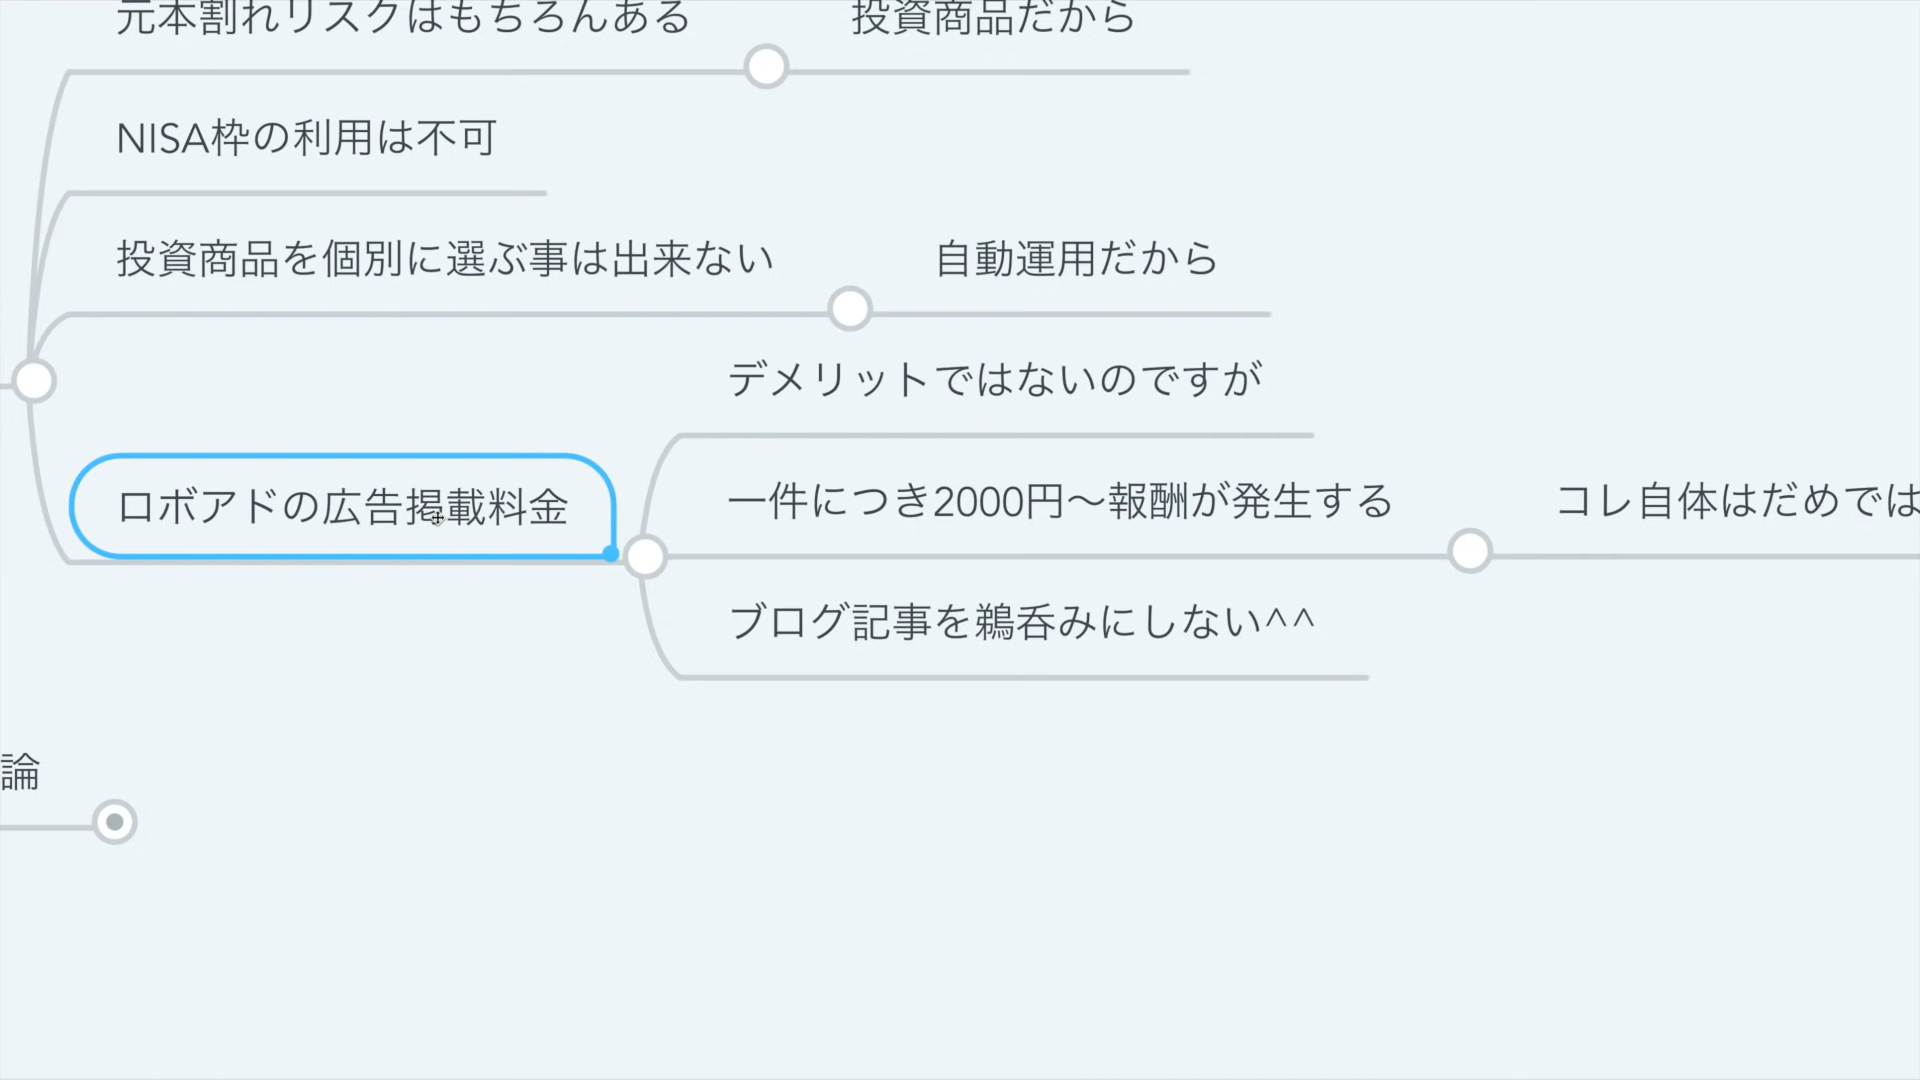 元本割れリスクはもちろんある
投資商品だから
NISA枠の利用は不可
投資商品を個別に選ぶ事は出来ない
自動運用だから
デメリットではないのですが
ロボアドの広告掲載料金
一件につき2000円〜報酬が発生する
コレ自体はだめでは
ブログ記事を鵜呑みにしない^^
論